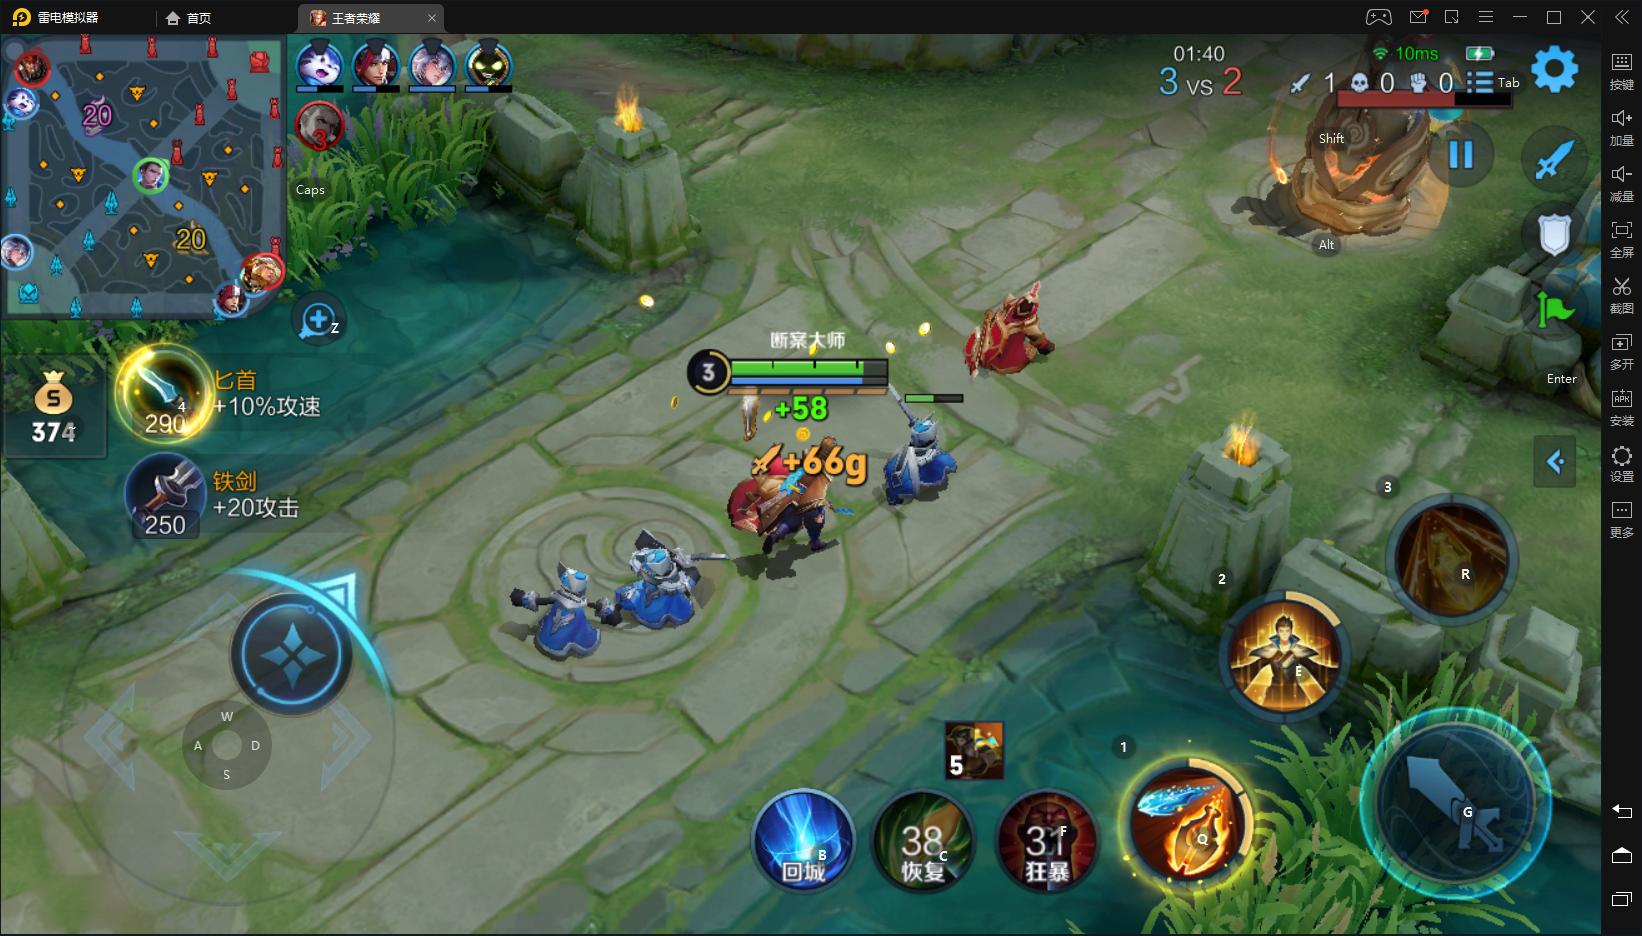 雷电模拟器
首页
王者荣耀
01:40
3 vs 2
10ms
1 0 0
Tab
Shift
Alt
Enter
20
20
3
Caps
Z
374
匕首
+10%攻速
290
4
铁剑
+20攻击
250
断案大师
3
+58
+66g
W
A
D
S
5
回城
B
38
恢复
C
31
狂暴
F
1
Q
2
E
3
R
G
按键
加量
减量
全屏
截图
多开
APK
安装
设置
更多